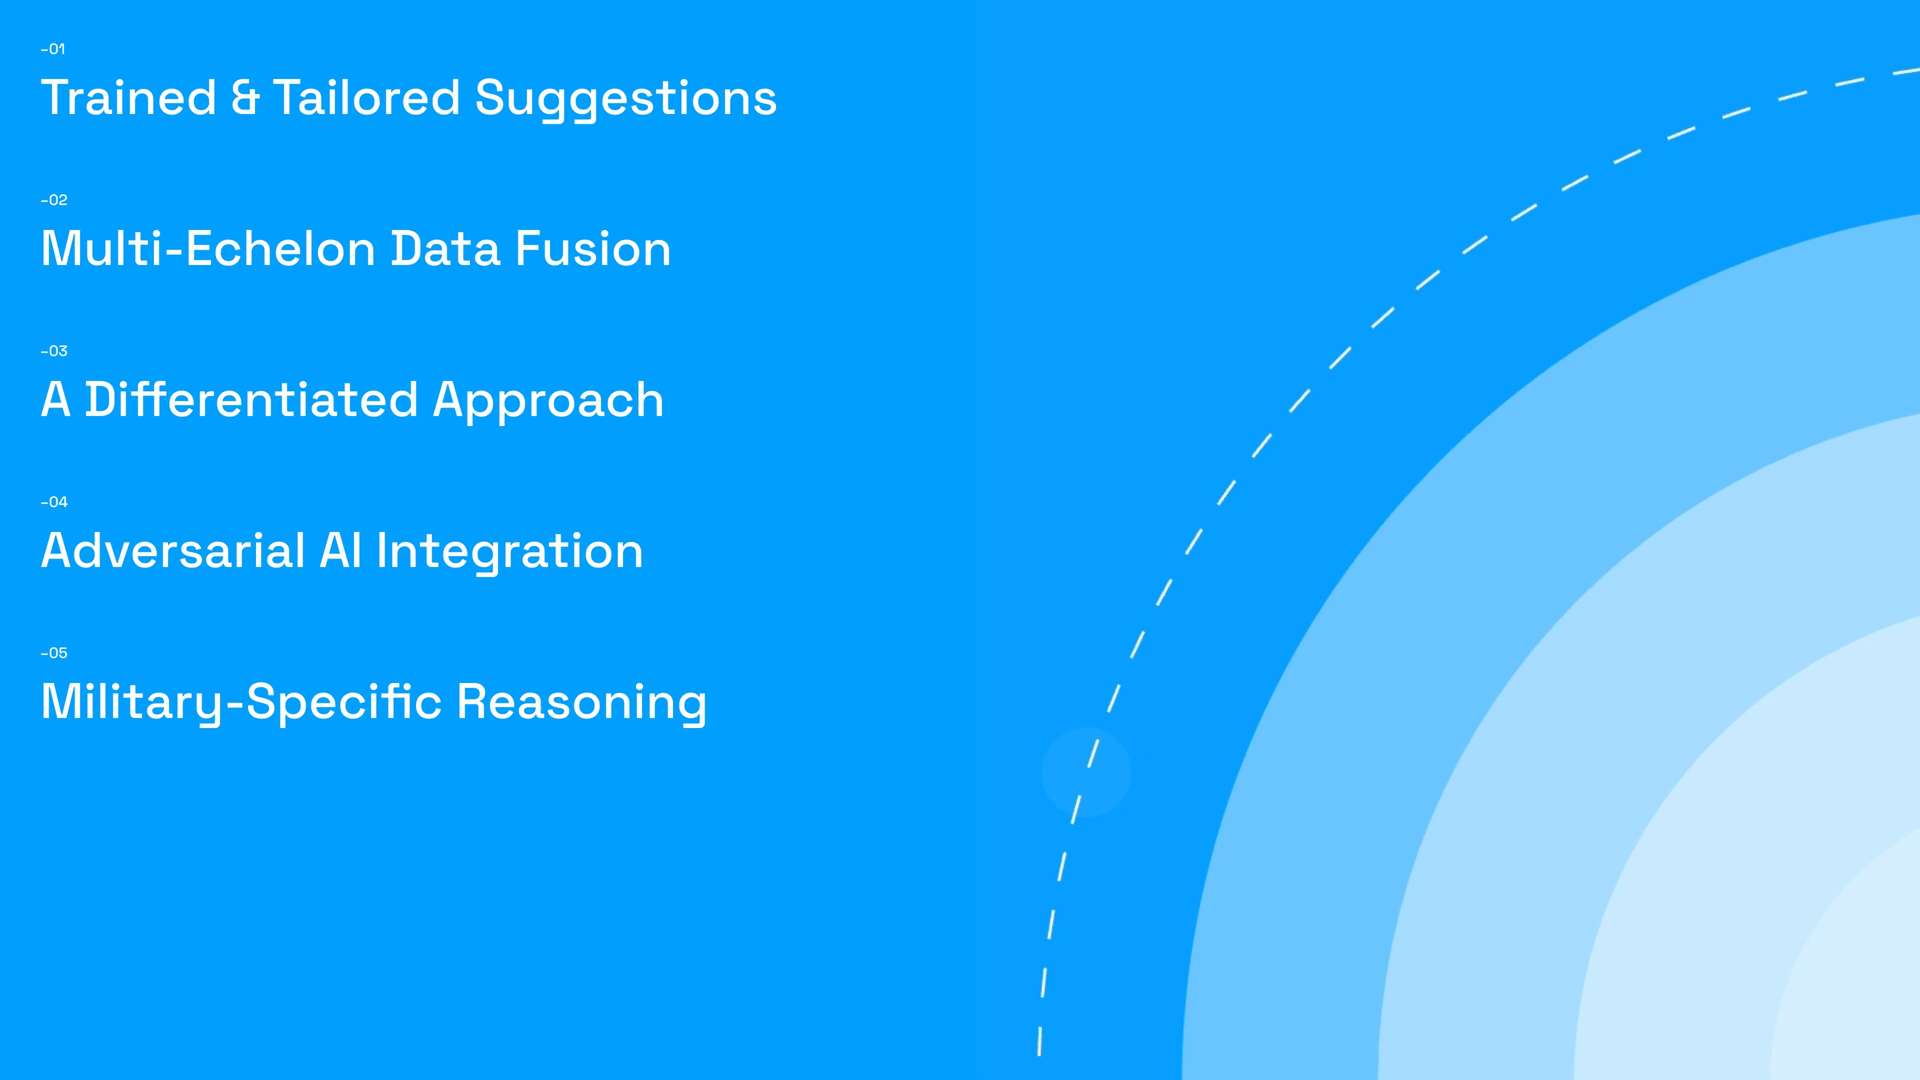 –01
Trained & Tailored Suggestions
–02
Multi-Echelon Data Fusion
–03
A Differentiated Approach
–04
Adversarial AI Integration
–05
Military-Specific Reasoning